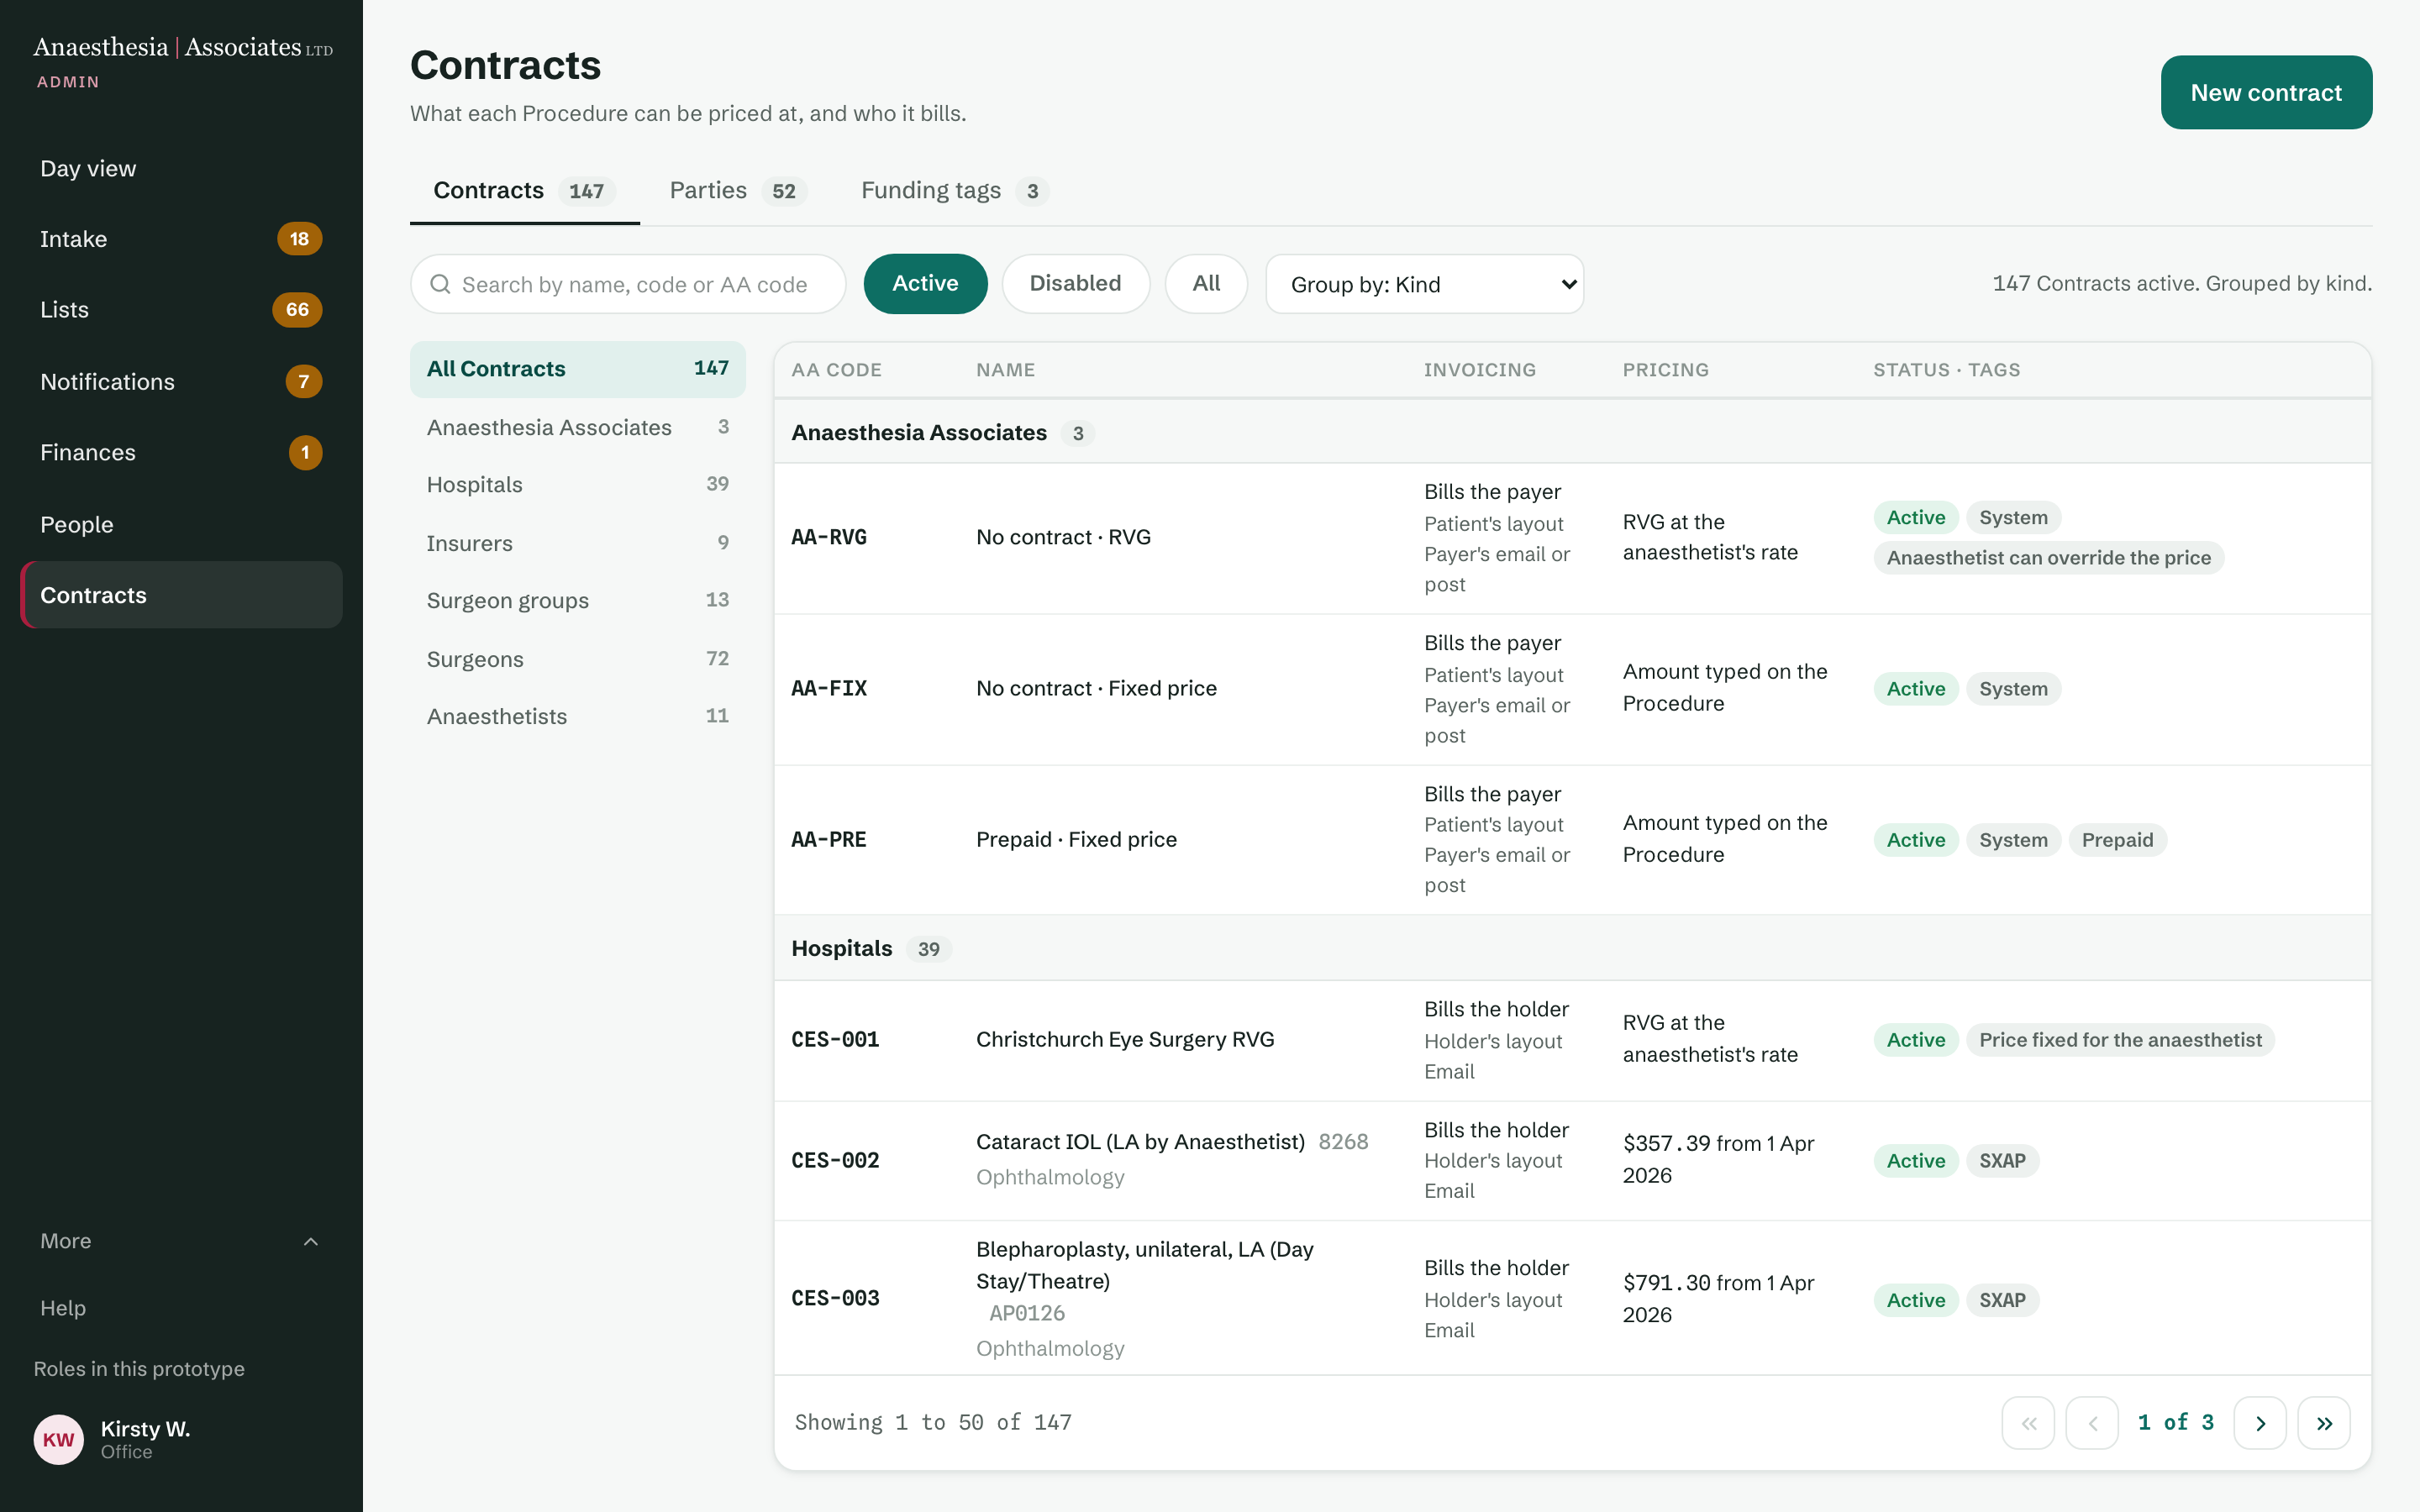 Anaesthesia | Associates LTD
ADMIN
Day view
Intake 18
Lists 66
Notifications 7
Finances 1
People
Contracts
More
Help
Roles in this prototype
KW
Kirsty W.
Office
Contracts
What each Procedure can be priced at, and who it bills.
New contract
Contracts 147
Parties 52
Funding tags 3
Search by name, code or AA code
Active
Disabled
All
Group by: Kind
147 Contracts active. Grouped by kind.
All Contracts 147
Anaesthesia Associates 3
Hospitals 39
Insurers 9
Surgeon groups 13
Surgeons 72
Anaesthetists 11
AA CODE NAME INVOICING PRICING STATUS · TAGS
Anaesthesia Associates 3
AA-RVG
No contract · RVG
Bills the payer
Patient's layout
Payer's email or
post
RVG at the
anaesthetist's rate
Active System
Anaesthetist can override the price
AA-FIX
No contract · Fixed price
Bills the payer
Patient's layout
Payer's email or
post
Amount typed on the
Procedure
Active System
AA-PRE
Prepaid · Fixed price
Bills the payer
Patient's layout
Payer's email or
post
Amount typed on the
Procedure
Active System Prepaid
Hospitals 39
CES-001
Christchurch Eye Surgery RVG
Bills the holder
Holder's layout
Email
RVG at the
anaesthetist's rate
Active Price fixed for the anaesthetist
CES-002
Cataract IOL (LA by Anaesthetist) 8268
Ophthalmology
Bills the holder
Holder's layout
Email
$357.39 from 1 Apr
2026
Active SXAP
CES-003
Blepharoplasty, unilateral, LA (Day
Stay/Theatre)
AP0126
Ophthalmology
Bills the holder
Holder's layout
Email
$791.30 from 1 Apr
2026
Active SXAP
Showing 1 to 50 of 147
« ‹ 1 of 3 › »